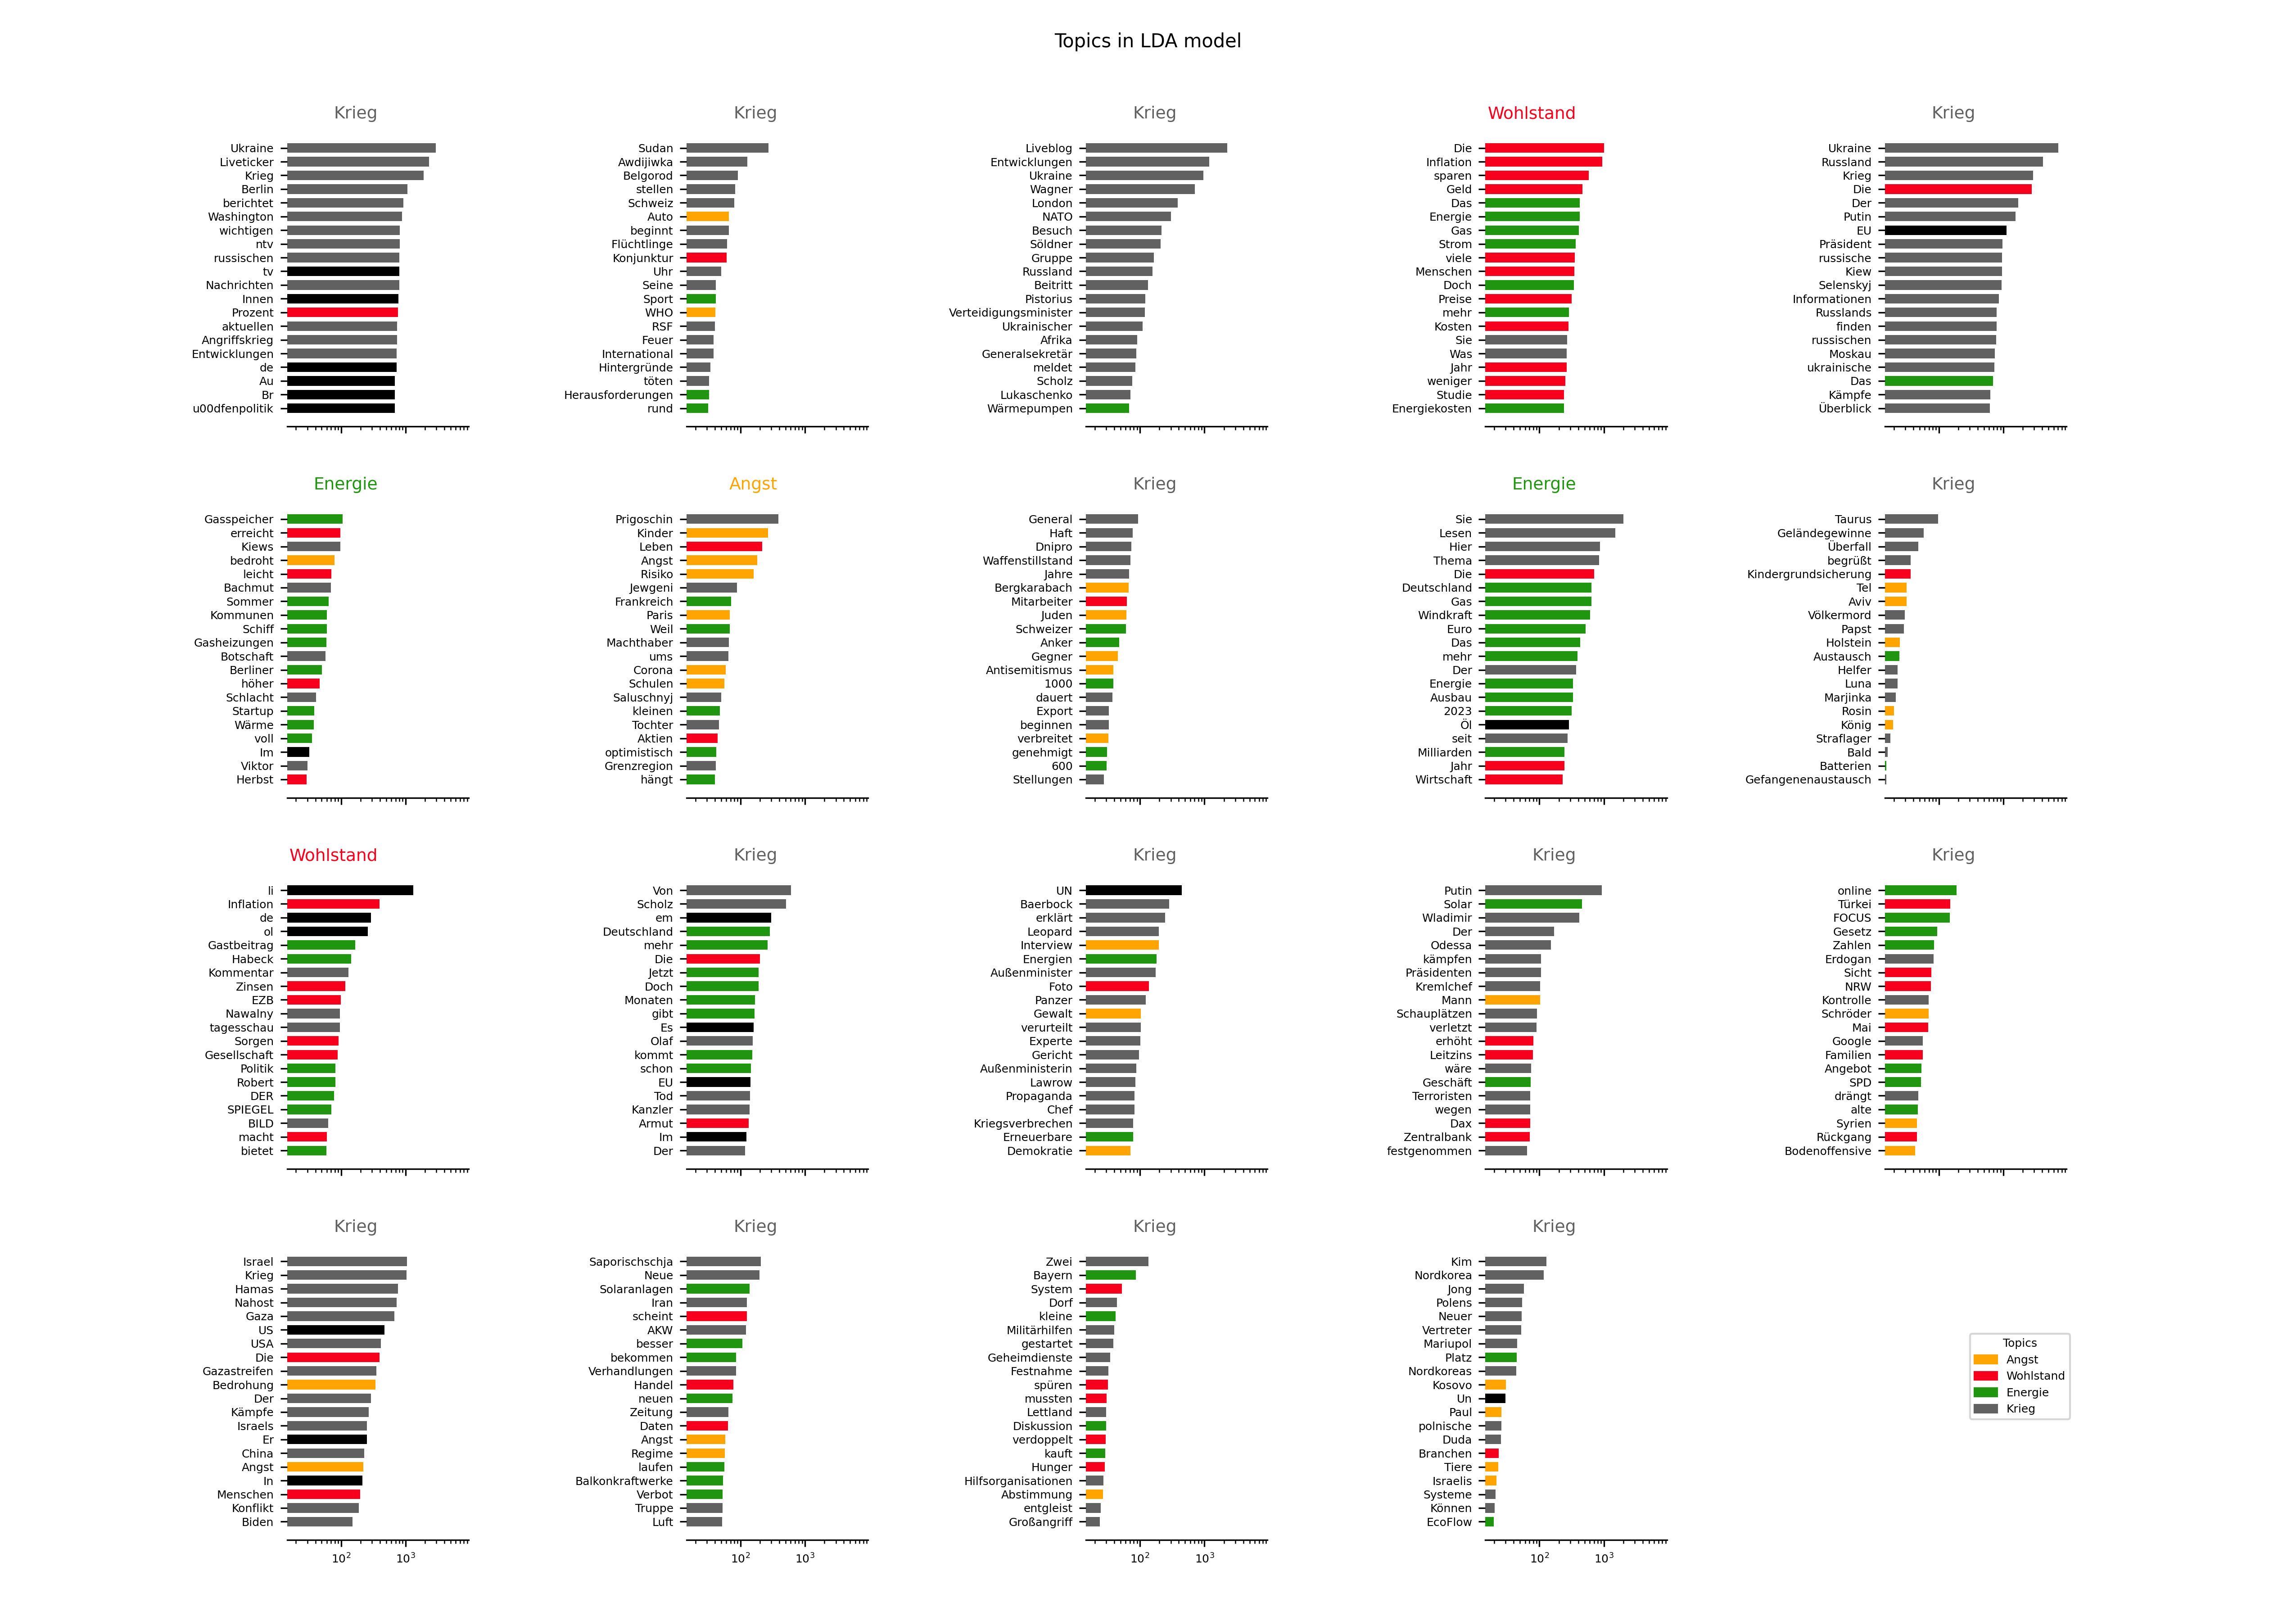 Topics in LDA model
Krieg
Ukraine
Liveticker
Krieg
Berlin
berichtet
Washington
wichtigen
ntv
russischen
tv
Nachrichten
Innen
Prozent
aktuellen
Angriffskrieg
Entwicklungen
de
Au
Br
u00dfenpolitik
Krieg
Sudan
Awdijiwka
Belgorod
stellen
Schweiz
Auto
beginnt
Flüchtlinge
Konjunktur
Uhr
Seine
Sport
WHO
RSF
Feuer
International
Hintergründe
töten
Herausforderungen
rund
Krieg
Liveblog
Entwicklungen
Ukraine
Wagner
London
NATO
Besuch
Söldner
Gruppe
Russland
Beitritt
Pistorius
Verteidigungsminister
Ukrainischer
Afrika
Generalsekretär
meldet
Scholz
Lukaschenko
Wärmepumpen
Wohlstand
Die
Inflation
sparen
Geld
Das
Energie
Gas
Strom
viele
Menschen
Doch
Preise
mehr
Kosten
Sie
Was
Jahr
weniger
Studie
Energiekosten
Krieg
Ukraine
Russland
Krieg
Die
Der
Putin
EU
Präsident
russische
Kiew
Selenskyj
Informationen
Russlands
finden
russischen
Moskau
ukrainische
Das
Kämpfe
Überblick
Energie
Gasspeicher
erreicht
Kiews
bedroht
leicht
Bachmut
Sommer
Kommunen
Schiff
Gasheizungen
Botschaft
Berliner
höher
Schlacht
Startup
Wärme
voll
Im
Viktor
Herbst
Angst
Prigoschin
Kinder
Leben
Angst
Risiko
Jewgeni
Frankreich
Paris
Weil
Machthaber
ums
Corona
Schulen
Saluschnyj
kleinen
Tochter
Aktien
optimistisch
Grenzregion
hängt
Krieg
General
Haft
Dnipro
Waffenstillstand
Jahre
Bergkarabach
Mitarbeiter
Juden
Schweizer
Anker
Gegner
Antisemitismus
1000
dauert
Export
beginnen
verbreitet
genehmigt
600
Stellungen
Energie
Sie
Lesen
Hier
Thema
Die
Deutschland
Gas
Windkraft
Euro
Das
mehr
Der
Energie
Ausbau
2023
Öl
seit
Milliarden
Jahr
Wirtschaft
Krieg
Taurus
Geländegewinne
Überfall
begrüßt
Kindergrundsicherung
Tel
Aviv
Völkermord
Papst
Holstein
Austausch
Helfer
Luna
Marjinka
Rosin
König
Straflager
Bald
Batterien
Gefangenenaustausch
Wohlstand
li
Inflation
de
ol
Gastbeitrag
Habeck
Kommentar
Zinsen
EZB
Nawalny
tagesschau
Sorgen
Gesellschaft
Politik
Robert
DER
SPIEGEL
BILD
macht
bietet
Krieg
Von
Scholz
em
Deutschland
mehr
Die
Jetzt
Doch
Monaten
gibt
Es
Olaf
kommt
schon
EU
Tod
Kanzler
Armut
Im
Der
Krieg
UN
Baerbock
erklärt
Leopard
Interview
Energien
Außenminister
Foto
Panzer
Gewalt
verurteilt
Experte
Gericht
Außenministerin
Lawrow
Propaganda
Chef
Kriegsverbrechen
Erneuerbare
Demokratie
Krieg
Putin
Solar
Wladimir
Der
Odessa
kämpfen
Präsidenten
Kremlchef
Mann
Schauplätzen
verletzt
erhöht
Leitzins
wäre
Geschäft
Terroristen
wegen
Dax
Zentralbank
festgenommen
Krieg
online
Türkei
FOCUS
Gesetz
Zahlen
Erdogan
Sicht
NRW
Kontrolle
Schröder
Mai
Google
Familien
Angebot
SPD
drängt
alte
Syrien
Rückgang
Bodenoffensive
Krieg
Israel
Krieg
Hamas
Nahost
Gaza
US
USA
Die
Gazastreifen
Bedrohung
Der
Kämpfe
Israels
Er
China
Angst
In
Menschen
Konflikt
Biden
10² 10³
Krieg
Saporischschja
Neue
Solaranlagen
Iran
scheint
AKW
besser
bekommen
Verhandlungen
Handel
neuen
Zeitung
Daten
Angst
Regime
laufen
Balkonkraftwerke
Verbot
Truppe
Luft
10² 10³
Krieg
Zwei
Bayern
System
Dorf
kleine
Militärhilfen
gestartet
Geheimdienste
Festnahme
spüren
mussten
Lettland
Diskussion
verdoppelt
kauft
Hunger
Hilfsorganisationen
Abstimmung
entgleist
Großangriff
10² 10³
Krieg
Kim
Nordkorea
Jong
Polens
Neuer
Vertreter
Mariupol
Platz
Nordkoreas
Kosovo
Un
Paul
polnische
Duda
Branchen
Tiere
Israelis
Systeme
Können
EcoFlow
10² 10³
Topics
Angst
Wohlstand
Energie
Krieg